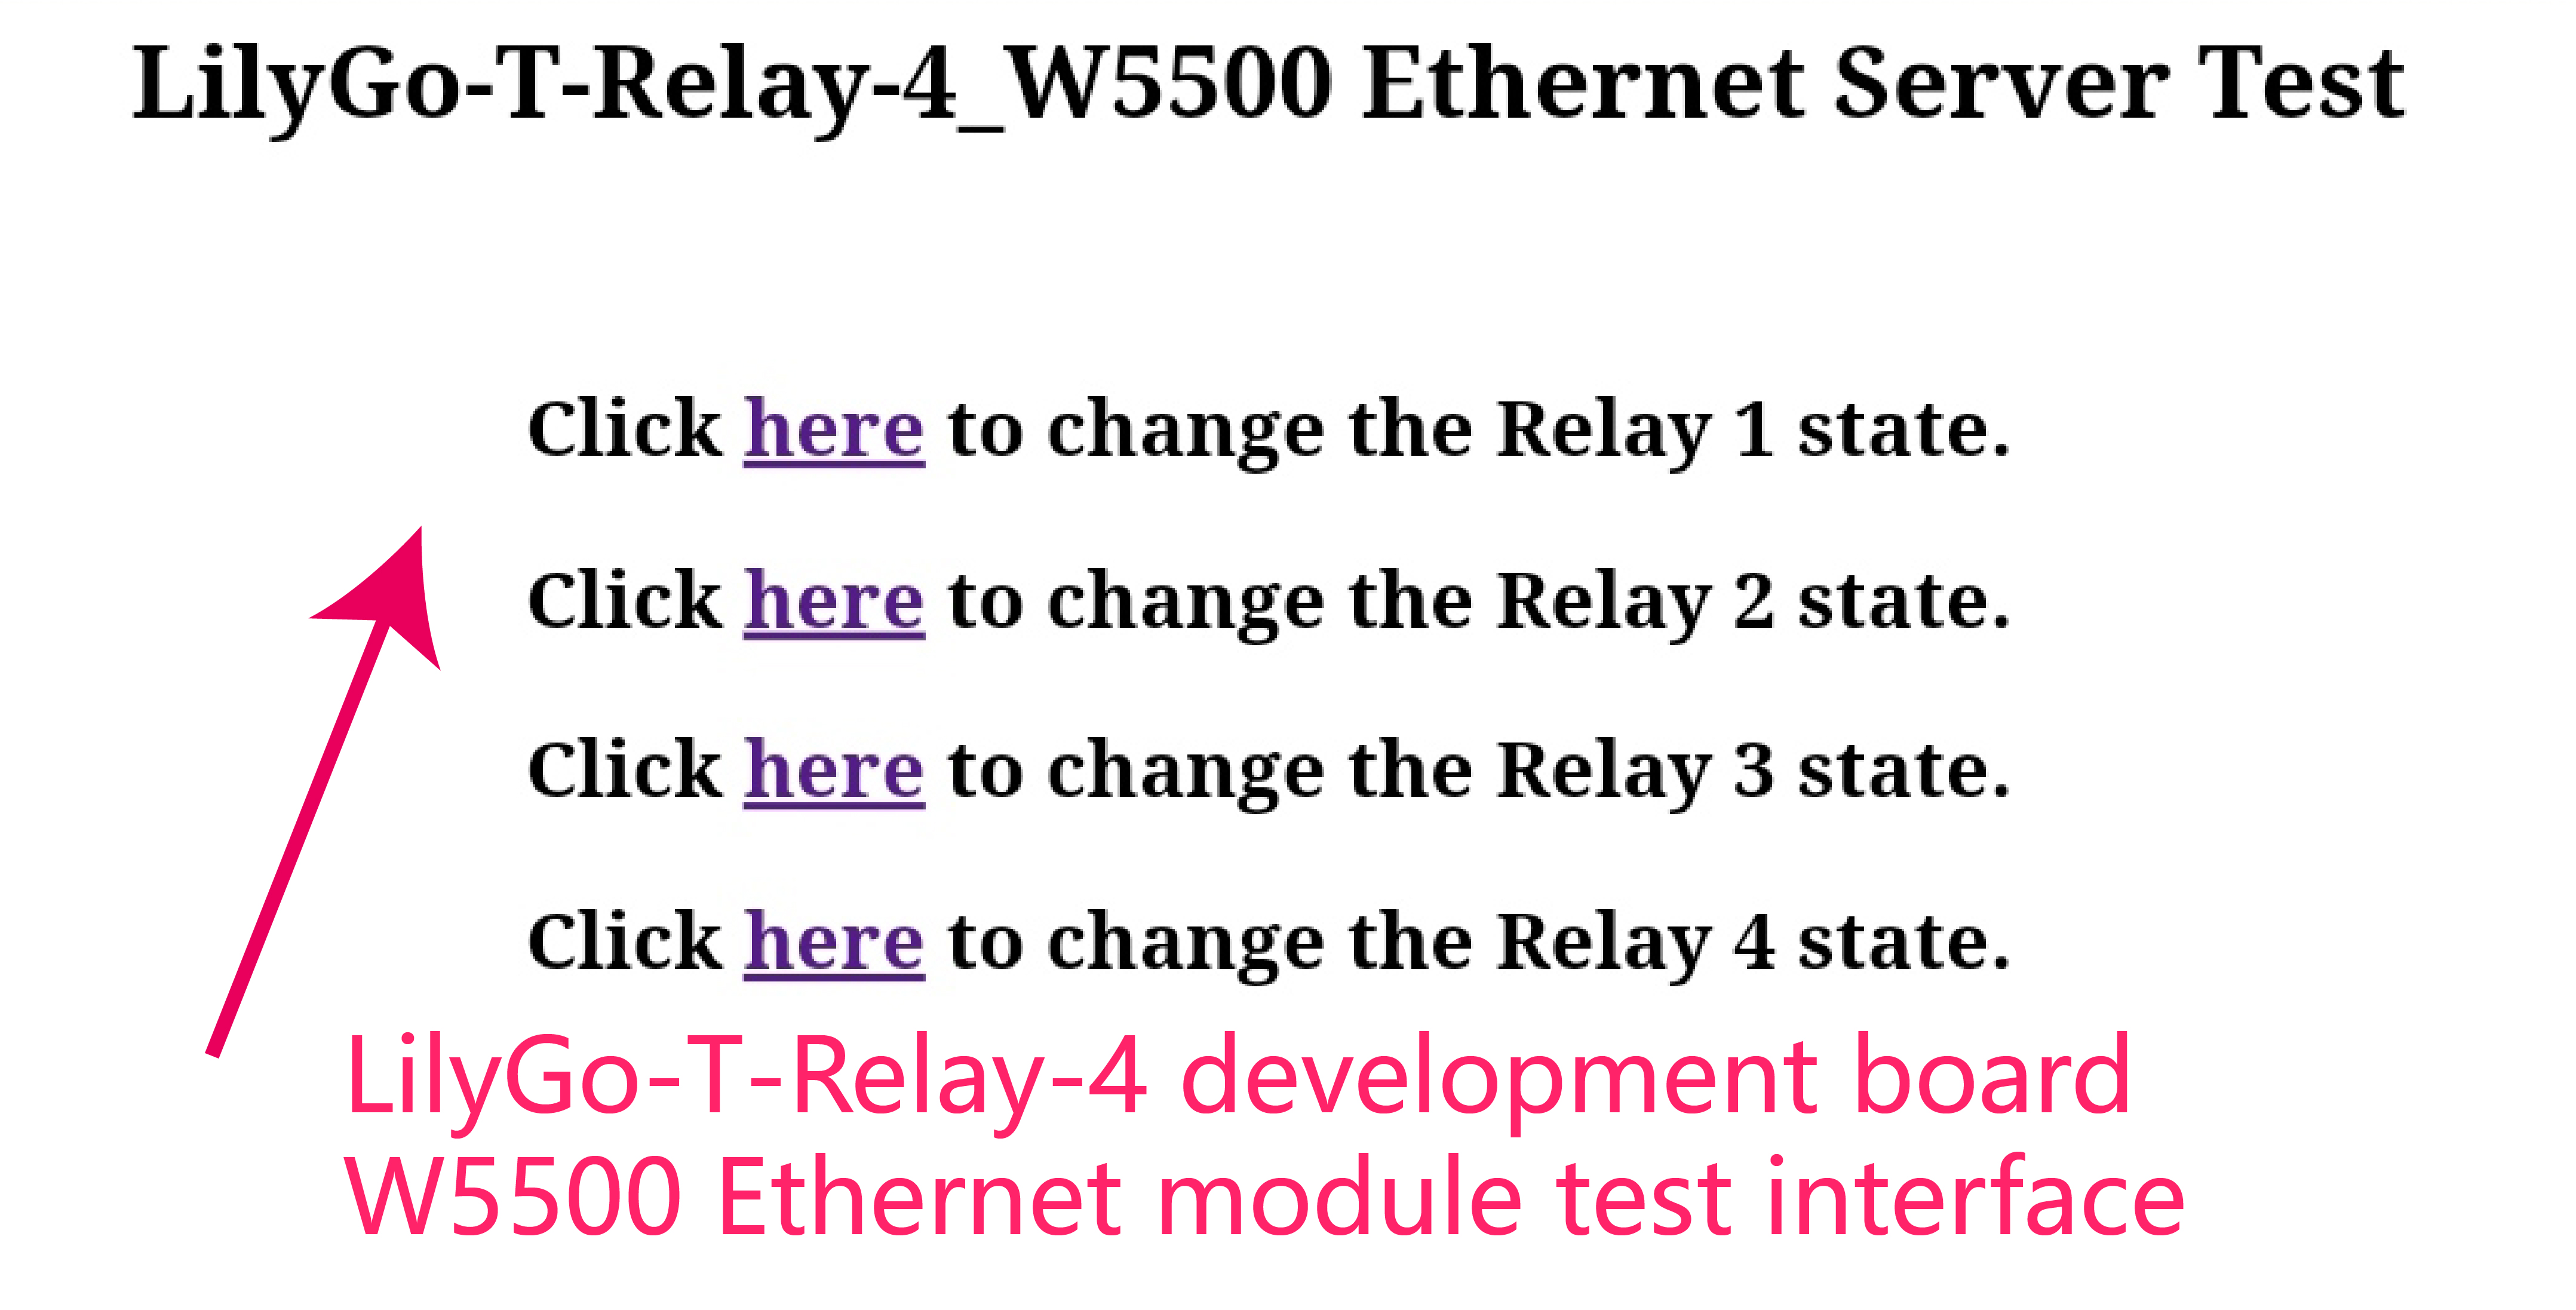 LilyGo-T-Relay-4_W5500 Ethernet Server Test
Click here to change the Relay 1 state.
Click here to change the Relay 2 state.
Click here to change the Relay 3 state.
Click here to change the Relay 4 state.
LilyGo-T-Relay-4 development board
W5500 Ethernet module test interface